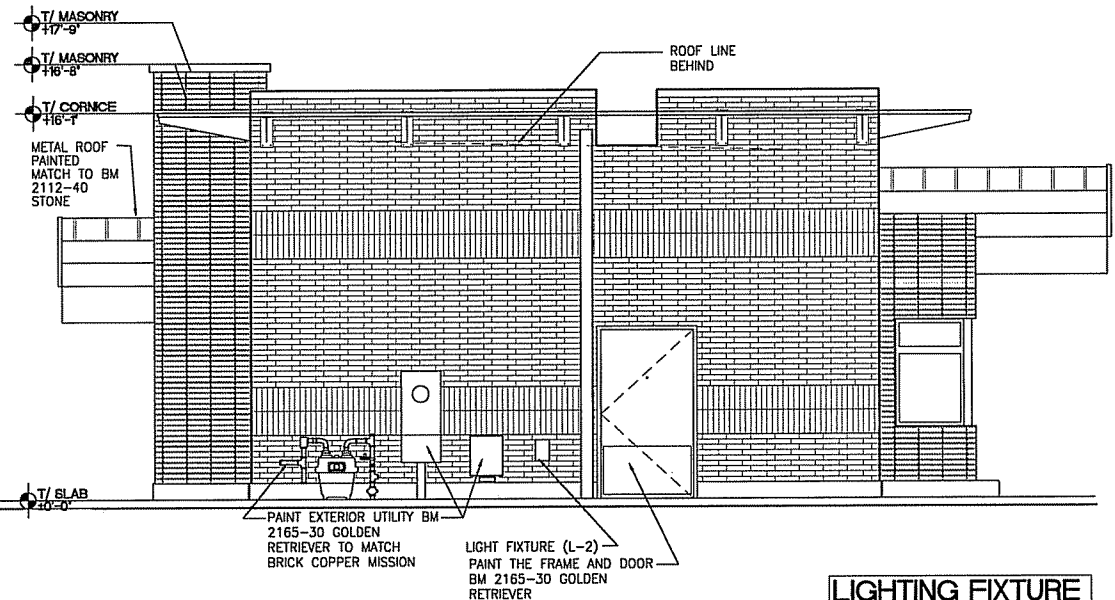 T/ MASONRY
+17'-9"
T/ MASONRY
+16'-8"
ROOF LINE
BEHIND
T/ CORNICE
+16'-1"
METAL ROOF
PAINTED
MATCH TO BM
2112-40
STONE
T/ SLAB
+0'-0"
PAINT EXTERIOR UTILITY BM
2165-30 GOLDEN
RETRIEVER TO MATCH
BRICK COPPER MISSION
LIGHT FIXTURE (L-2)
PAINT THE FRAME AND DOOR
BM 2165-30 GOLDEN
RETRIEVER
LIGHTING FIXTURE